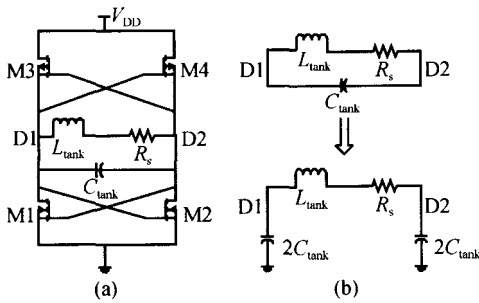 V_DD
M3
M4
D1
D2
L_tank
R_s
C_tank
M1
M2
(a)
D1
L_tank
R_s
D2
C_tank
D1
L_tank
R_s
D2
2C_tank
2C_tank
(b)